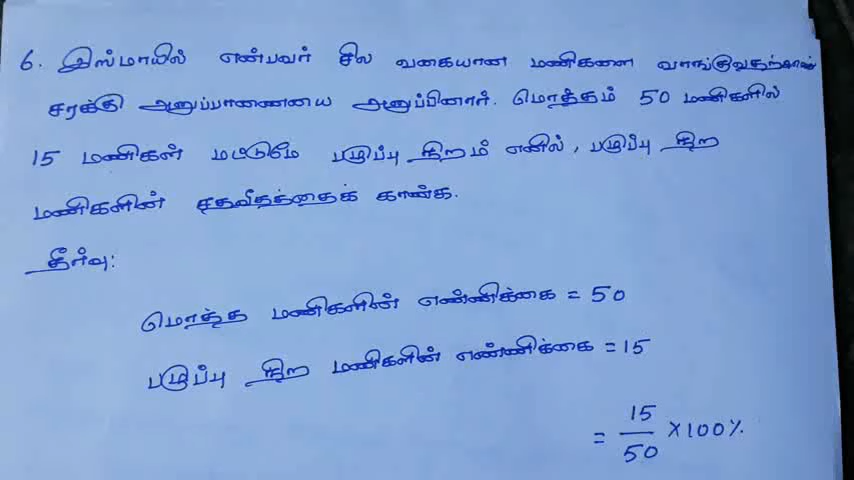 6. இஸ்மாயில் என்பவர் சில வகையான மணிகளை வாங்குவதற்காண
சரக்கு அனுப்பாணையை அனுப்பினார். மொத்தம் 50 மணிகளில்
15 மணிகள் மட்டுமே பழுப்பு நிறம் எனில், பழுப்பு நிற
மணிகளின் சதவீதத்தைக் காண்க.
தீர்வு:
மொத்த மணிகளின் எண்ணிக்கை = 50
பழுப்பு நிற மணிகளின் எண்ணிக்கை = 15
= 15/50 × 100%